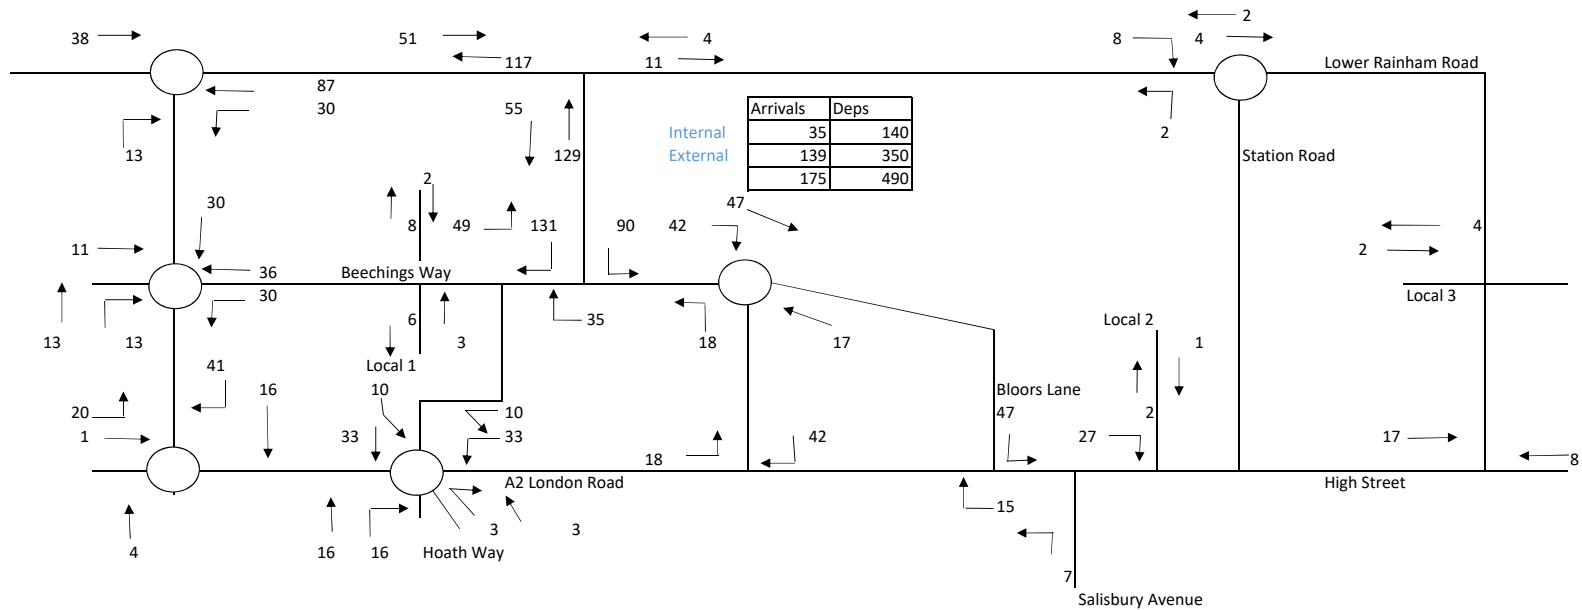 2
38 51 4 8 4
117 11 Lower Rainham Road
87
30 55
Arrivals Deps
Internal 35 140
External 139 350
175 490
13 129 2 Station Road
2
30 47
8 49 131 90 42
11 2 4
36 Beechings Way
30 Local 3
13 13 6 3 35 18 17 Local 2 1
41 Local 1
16 10 Bloors Lane
20 10 47 2
1 33 33 27 17
18 42 8
A2 London Road High Street
15
4 16 16 3 3
Hoath Way
7
Salisbury Avenue